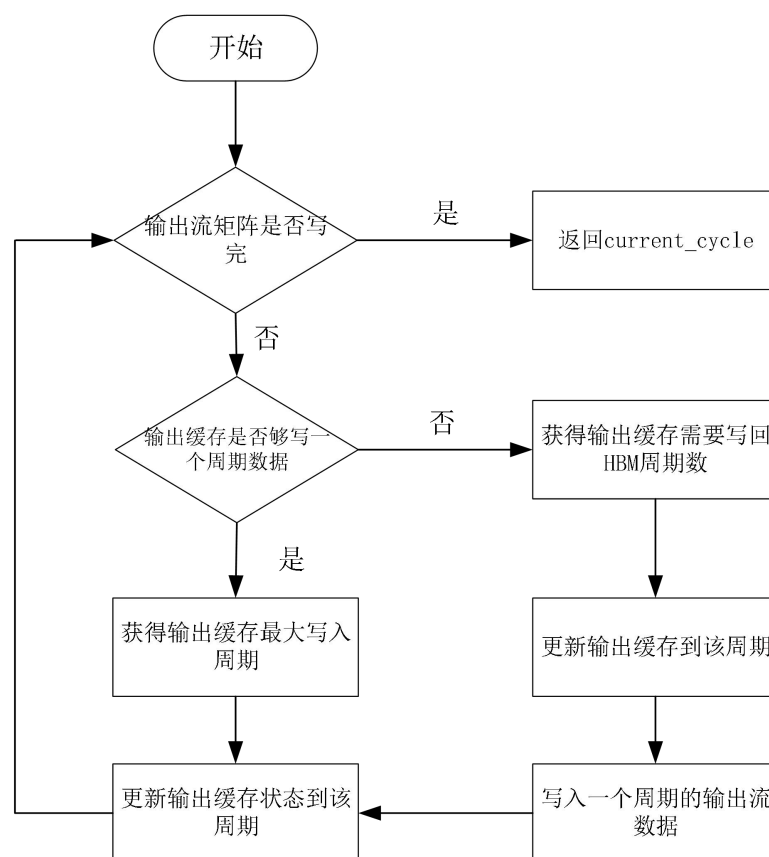 开始
输出流矩阵是否写
完
是
返回current_cycle
否
输出缓存是否够写一
个周期数据
否
获得输出缓存需要写回
HBM周期数
是
获得输出缓存最大写入
周期
更新输出缓存到该周期
更新输出缓存状态到该
周期
写入一个周期的输出流
数据